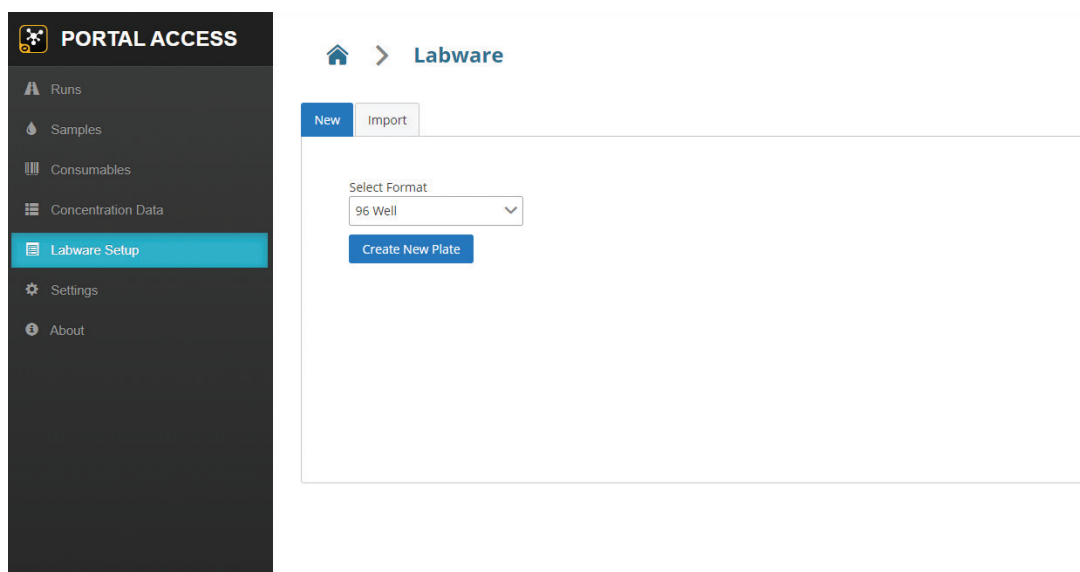 PORTAL ACCESS
Runs
Samples
Consumables
Concentration Data
Labware Setup
Settings
About
Labware
New
Import
Select Format
96 Well
Create New Plate